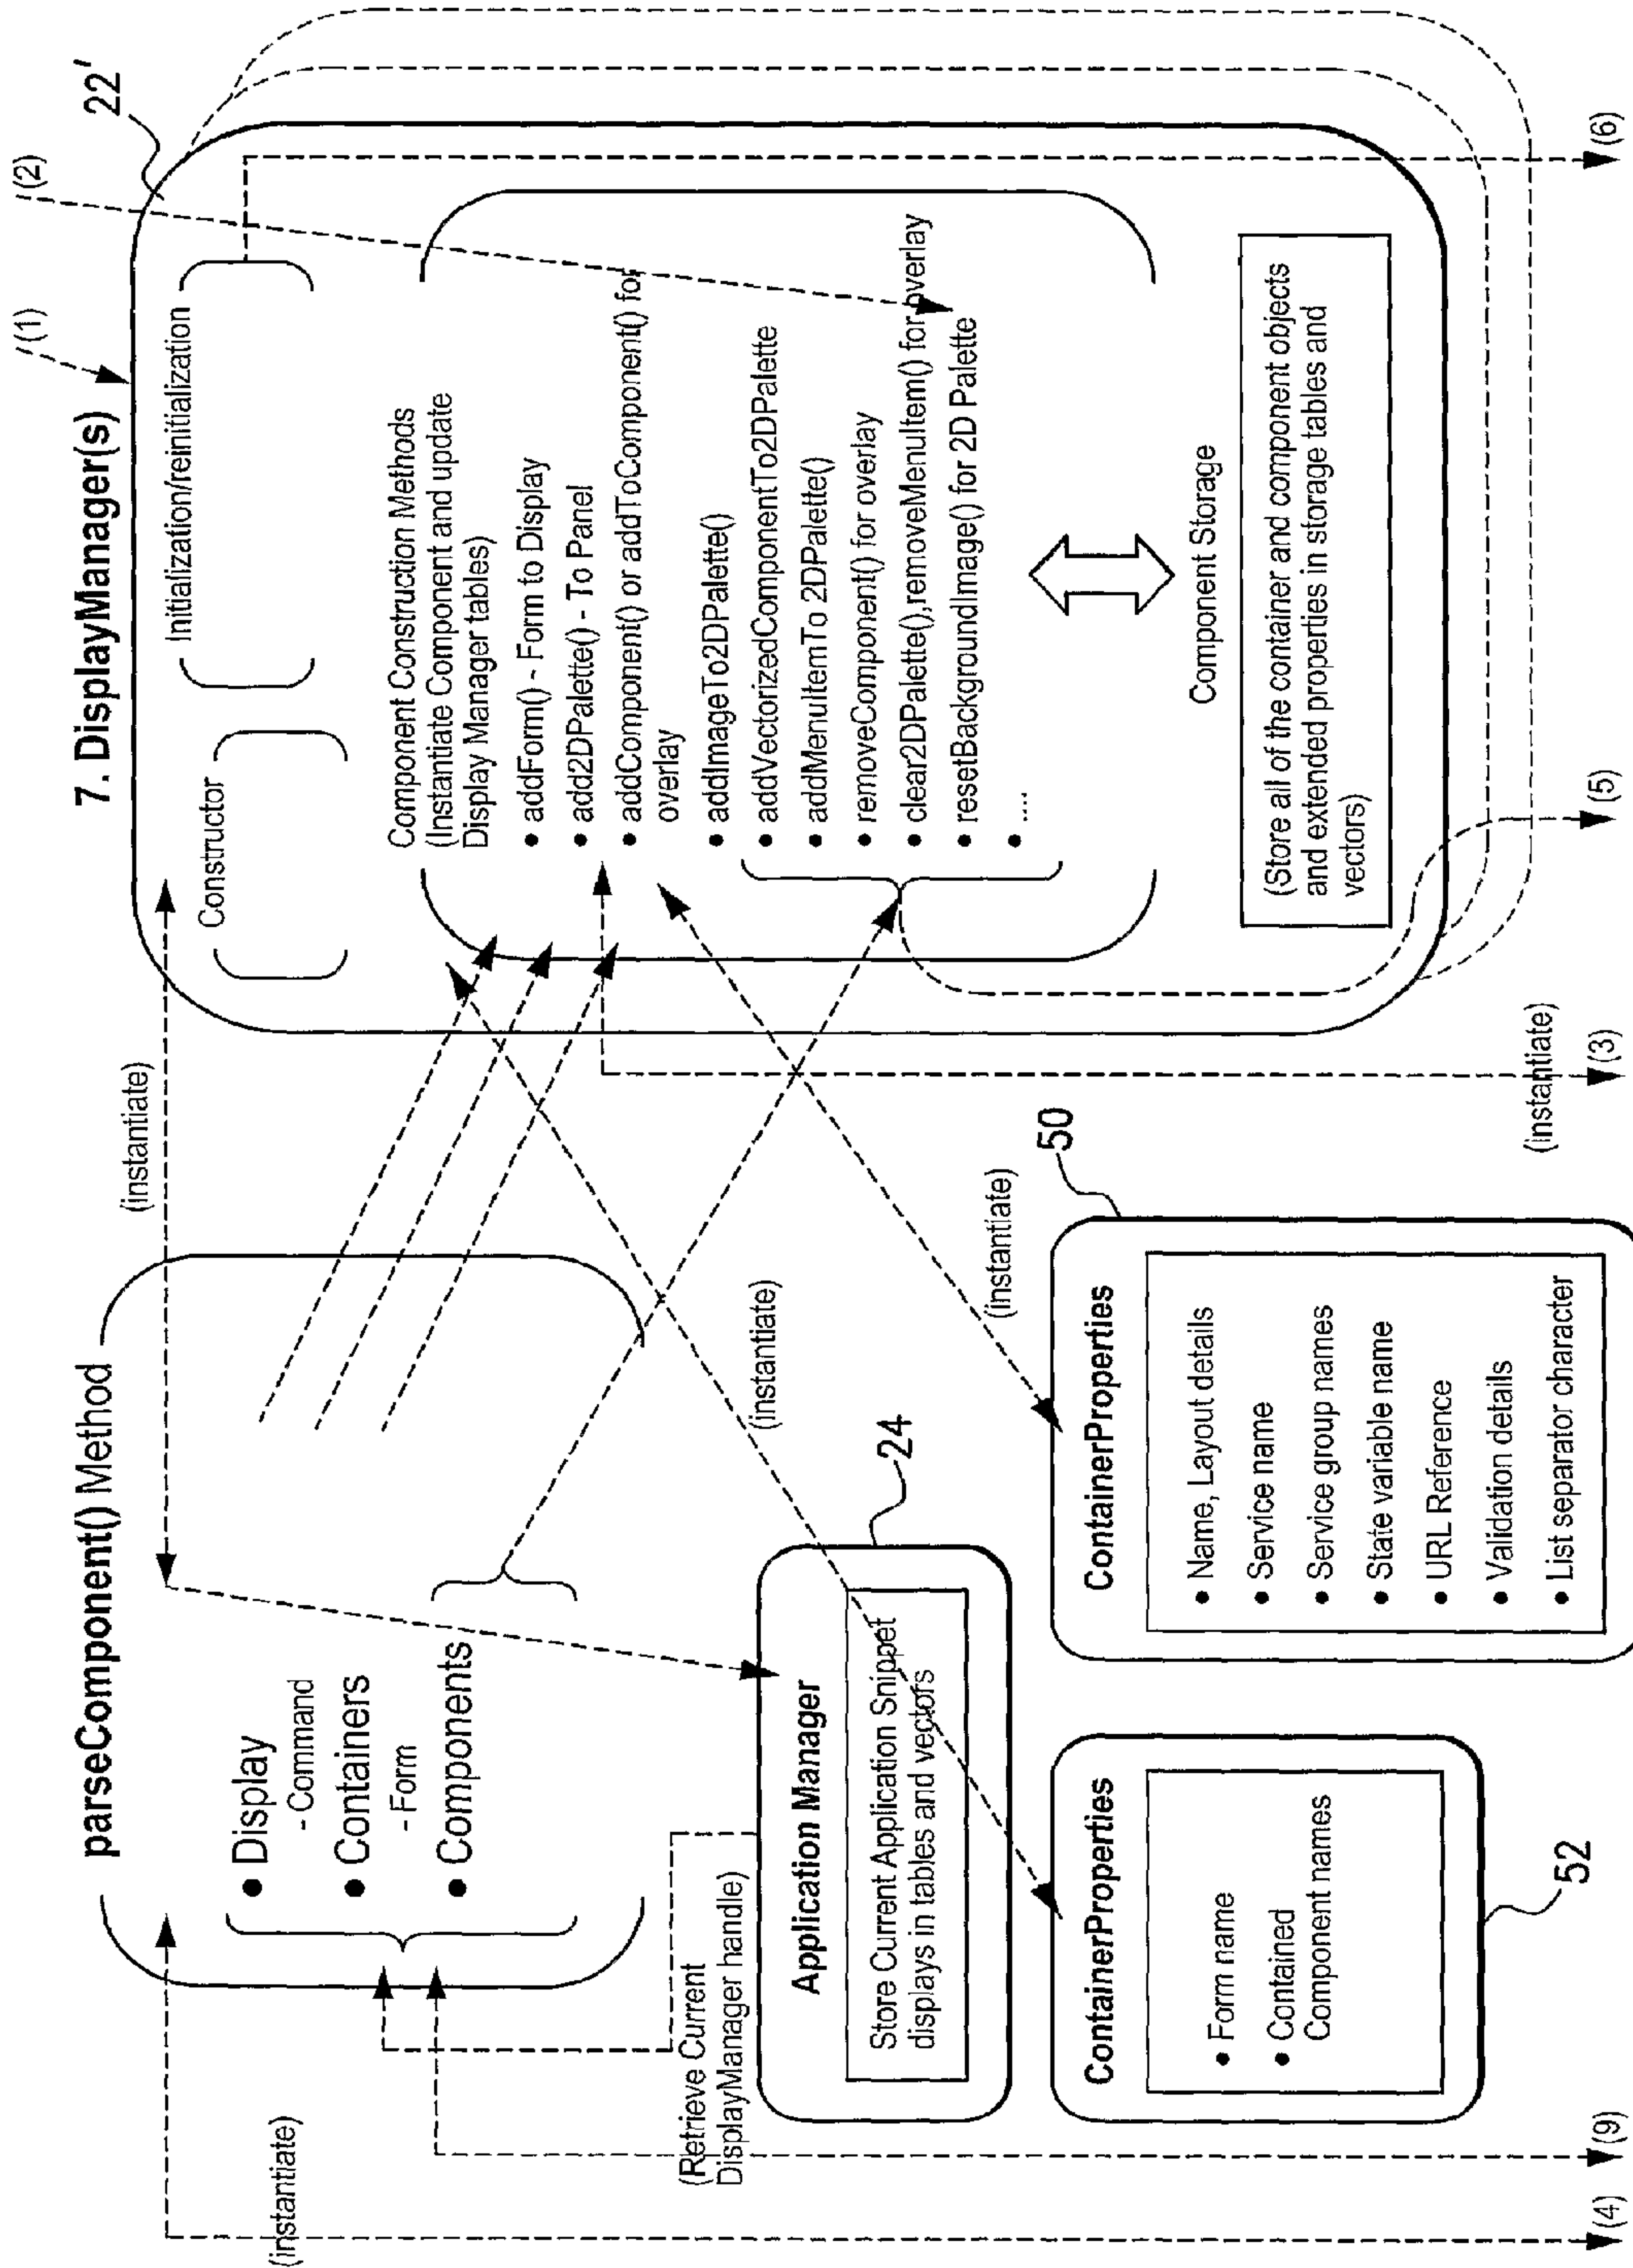 parseComponent() Method
• Display
- Command
• Containers
- Form
• Components
(instantiate)
(instantiate)
(Retrieve Current
DisplayManager handle)
Application Manager
Store Current Application Snippet
displays in tables and vectors
24
(instantiate)
ContainerProperties
• Form name
• Contained
Component names
52
ContainerProperties
• Name, Layout details
• Service name
• Service group names
• State variable name
• URL Reference
• Validation details
• List separator character
50
(instantiate)
(4)
(9)
7. DisplayManager(s)
(1)
(2)
22'
Constructor
Initialization/reinitialization
Component Construction Methods
(Instantiate Component and update
Display Manager tables)
• addForm() - Form to Display
• add2DPalette() - To Panel
• addComponent() or addToComponent() for
overlay
• addImageTo2DPalette()
• addVectorizedComponentTo2DPalette
• addMenuItemTo 2DPalette()
• removeComponent() for overlay
• clear2DPalette(),removeMenuItem() for overlay
• resetBackgroundImage() for 2D Palette
• ....
Component Storage
(Store all of the container and component objects
and extended properties in storage tables and
vectors)
(instantiate)
(3)
(5)
(6)